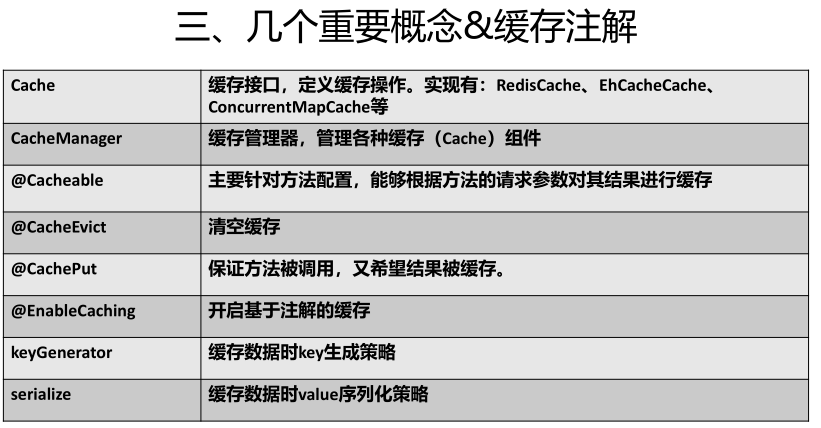 三、几个重要概念&缓存注解
Cache
缓存接口，定义缓存操作。实现有：RedisCache、EhCacheCache、
ConcurrentMapCache等
CacheManager
缓存管理器，管理各种缓存（Cache）组件
@Cacheable
主要针对方法配置，能够根据方法的请求参数对其结果进行缓存
@CacheEvict
清空缓存
@CachePut
保证方法被调用，又希望结果被缓存。
@EnableCaching
开启基于注解的缓存
keyGenerator
缓存数据时key生成策略
serialize
缓存数据时value序列化策略